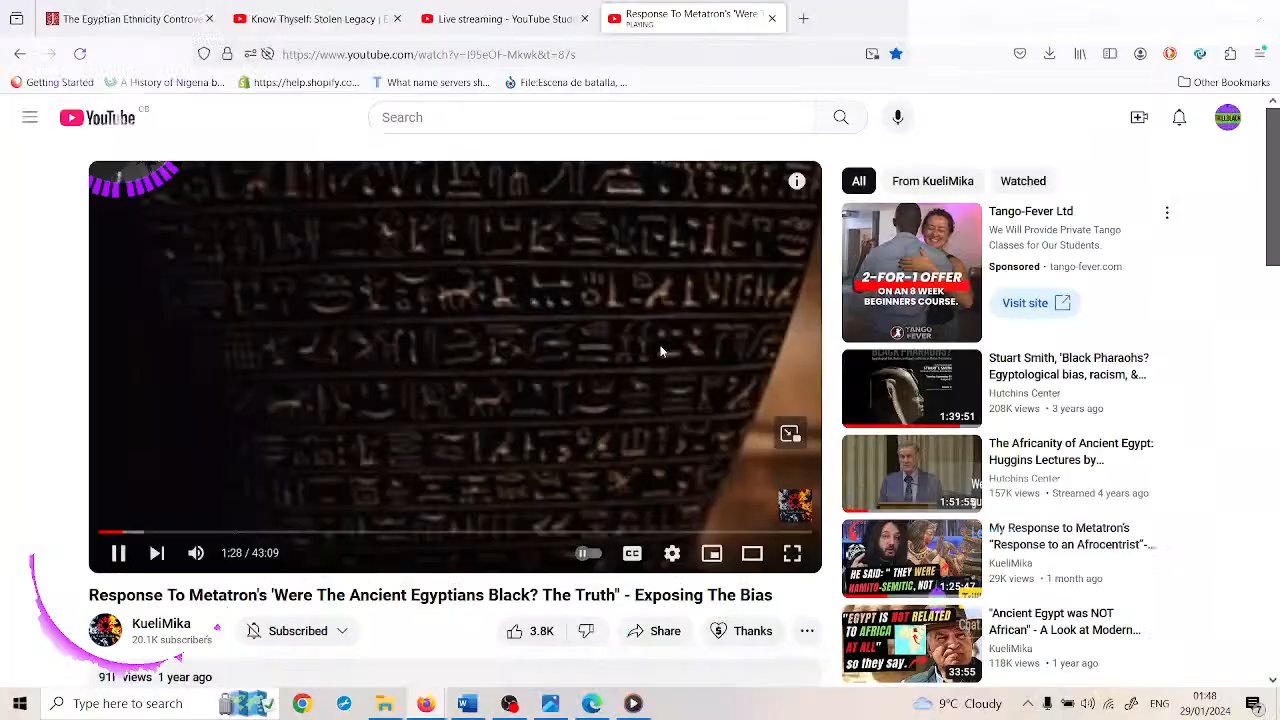 The Egyptian Ethnic Controve
Know Thyself: Stolen Legacy | E
Live streaming - YouTube Studio
Response To Metatron's 'Were T
PLAYING
https://www.youtube.com/watch?v=
&t=87s
Getting Started
A History of Nigeria b...
https://help.shopify.co...
What name servers sh...
File:Escena de batalla, ...
Other Bookmarks
YouTube
GB
Search
All
From KueliMika
Watched
Tango-Fever Ltd
We Will Provide Private Tango
Classes for Our Students.
Sponsored · tango-fever.com
Visit site
2-FOR-1 OFFER
ON AN 8 WEEK
BEGINNERS COURSE.
TANGO
FEVER
Stuart Smith, 'Black Pharaohs?
Egyptological bias, racism, &...
Hutchins Center
208K views · 3 years ago
1:39:51
The Africanity of Ancient Egypt:
Huggins Lectures by...
Hutchins Center
157K views · Streamed 4 years ago
1:51:55
My Response to Metatron's
"Response to an Afrocentrist"-...
KueliMika
29K views · 1 month ago
HE SAID: " THEY WERE
HAMITO-SEMITIC, NOT
1:25:47
"Ancient Egypt was NOT
African" - A Look at Modern...
KueliMika
118K views · 1 year ago
"EGYPT IS NOT RELATED
TO AFRICA
AT ALL"
so they say.
Chat
33:55
1:28 / 43:09
CC
Response To Metatron's 'Were The Ancient Egyptians Black? The Truth" - Exposing The Bias
KueliMika
20.1K subscribers
Subscribed
3.8K
Share
Thanks
views 1 year ago
Type here to search
9°C Cloudy
01:48
29/01/2024